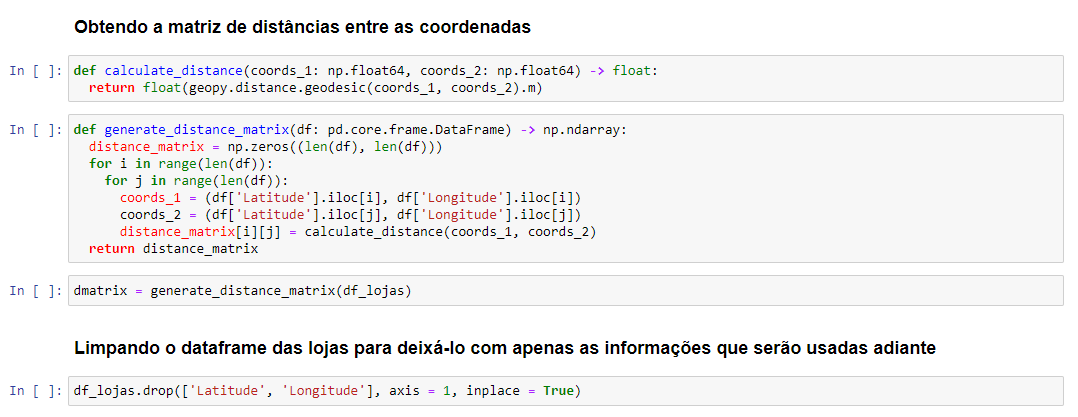 Obtendo a matriz de distâncias entre as coordenadas
In [ ]: def calculate_distance(coords_1: np.float64, coords_2: np.float64) -> float:
  return float(geopy.distance.geodesic(coords_1, coords_2).m)
In [ ]: def generate_distance_matrix(df: pd.core.frame.DataFrame) -> np.ndarray:
  distance_matrix = np.zeros((len(df), len(df)))
  for i in range(len(df)):
    for j in range(len(df)):
      coords_1 = (df['Latitude'].iloc[i], df['Longitude'].iloc[i])
      coords_2 = (df['Latitude'].iloc[j], df['Longitude'].iloc[j])
      distance_matrix[i][j] = calculate_distance(coords_1, coords_2)
  return distance_matrix
In [ ]: dmatrix = generate_distance_matrix(df_lojas)
Limpando o dataframe das lojas para deixá-lo com apenas as informações que serão usadas adiante
In [ ]: df_lojas.drop(['Latitude', 'Longitude'], axis = 1, inplace = True)